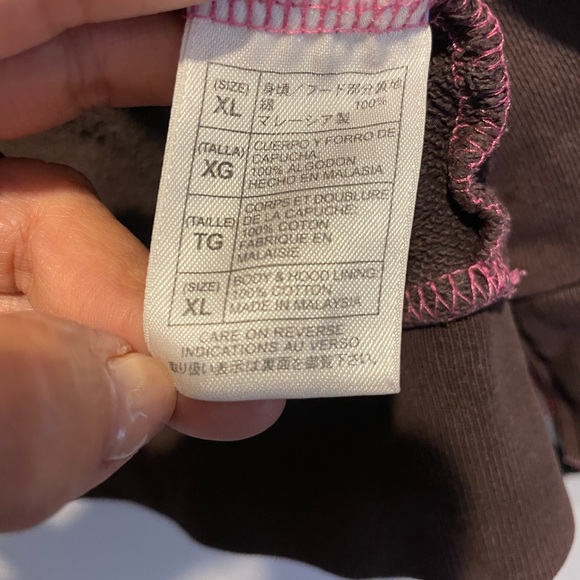 (SIZE)
XL
身頃/フード部分裏地
綿 100%
マレーシア製
(TALLA)
XG
CUERPO Y FORRO DE
CAPUCHA:
100% ALGODON
HECHO EN MALASIA
(TAILLE)
TG
CORPS ET DOUBLURE
DE LA CAPUCHE:
100% COTON
FABRIQUE EN
MALAISIE
(SIZE)
XL
BODY & HOOD LINING
100% COTTON
MADE IN MALAYSIA
ARE ON REVERSE
INDICATIONS AU VERSO
取り扱い表示は裏面を御覧下さい.